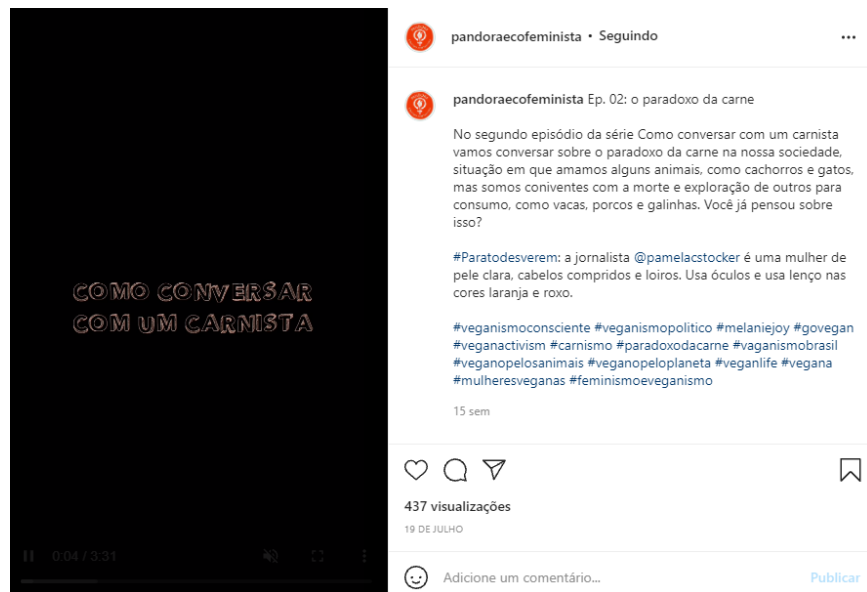 COMO CONVERSAR
COM UM CARNISTA
0:04 / 3:31
pandoraecofeminista • Seguindo
pandoraecofeminista Ep. 02: o paradoxo da carne
No segundo episódio da série Como conversar com um carnista
vamos conversar sobre o paradoxo da carne na nossa sociedade,
situação em que amamos alguns animais, como cachorros e gatos,
mas somos coniventes com a morte e exploração de outros para
consumo, como vacas, porcos e galinhas. Você já pensou sobre
isso?
#Paratodesverem: a jornalista @pamelacstocker é uma mulher de
pele clara, cabelos compridos e loiros. Usa óculos e usa lenço nas
cores laranja e roxo.
#veganismoconsciente #veganismopolitico #melaniejoy #govegan
#veganactivism #carnismo #paradoxodacarne #vaganismobrasil
#veganopelosanimais #veganopeloplaneta #veganlife #vegana
#mulheresveganas #feminismoeveganismo
15 sem
437 visualizações
19 DE JULHO
Adicione um comentário...
Publicar